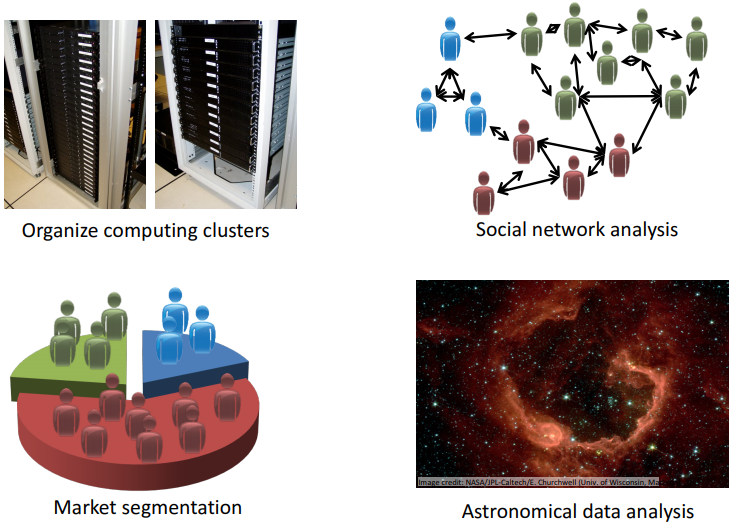 Organize computing clusters
Social network analysis
Market segmentation
Image credit: NASA/JPL-Caltech/E. Churchwell (Univ. of Wisconsin,
Astronomical data analysis